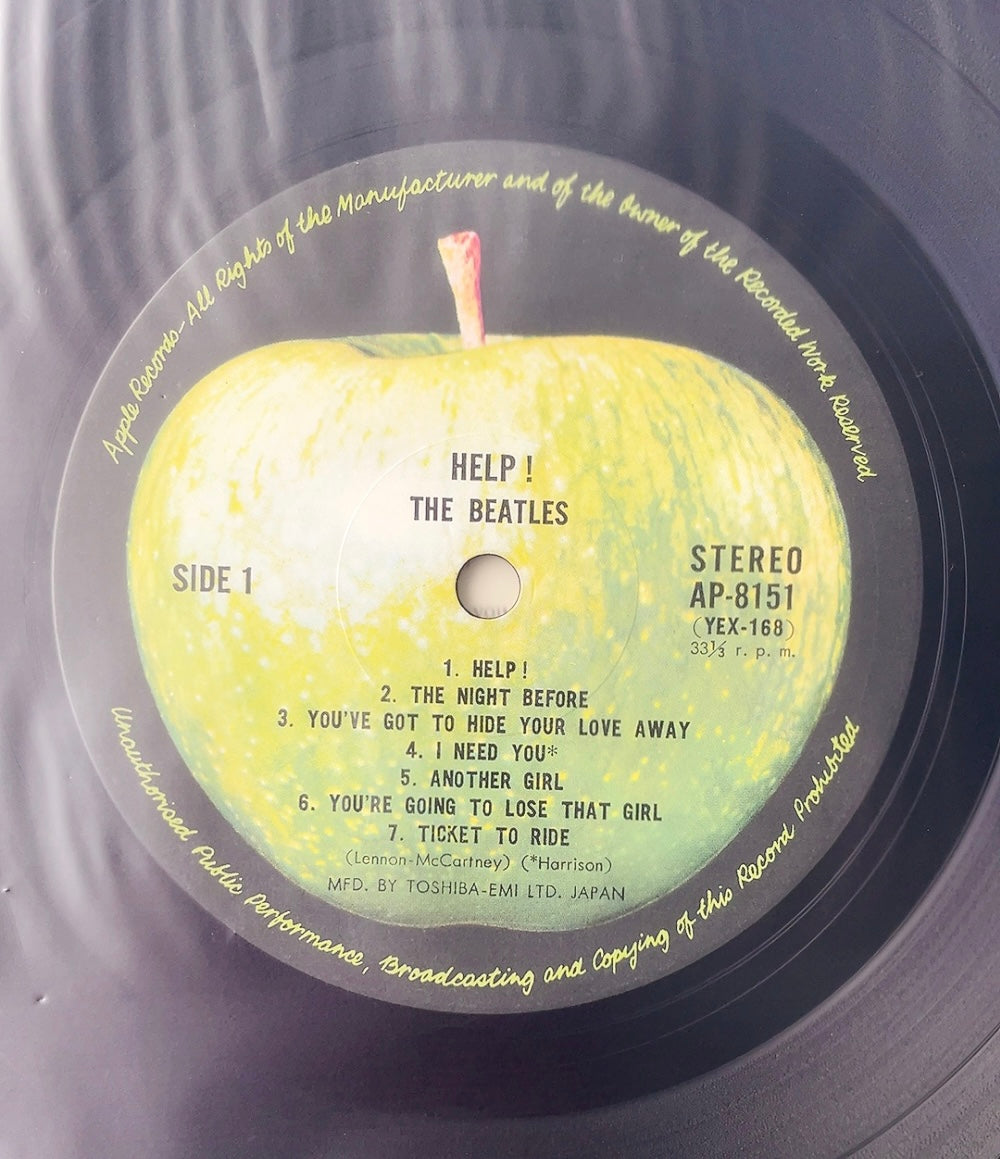 Apple Records- All Rights of the Manufacturer and of the Owner of the Recorded Work Reserved
HELP !
THE BEATLES
SIDE 1
STEREO
AP-8151
(YEX-168)
33⅓ r. p. m.
1. HELP !
2. THE NIGHT BEFORE
3. YOU'VE GOT TO HIDE YOUR LOVE AWAY
4. I NEED YOU*
5. ANOTHER GIRL
6. YOU'RE GOING TO LOSE THAT GIRL
7. TICKET TO RIDE
(Lennon-McCartney) (*Harrison)
MFD. BY TOSHIBA-EMI LTD. JAPAN
Unauthorised Public Performance, Broadcasting and Copying of this Record Prohibited